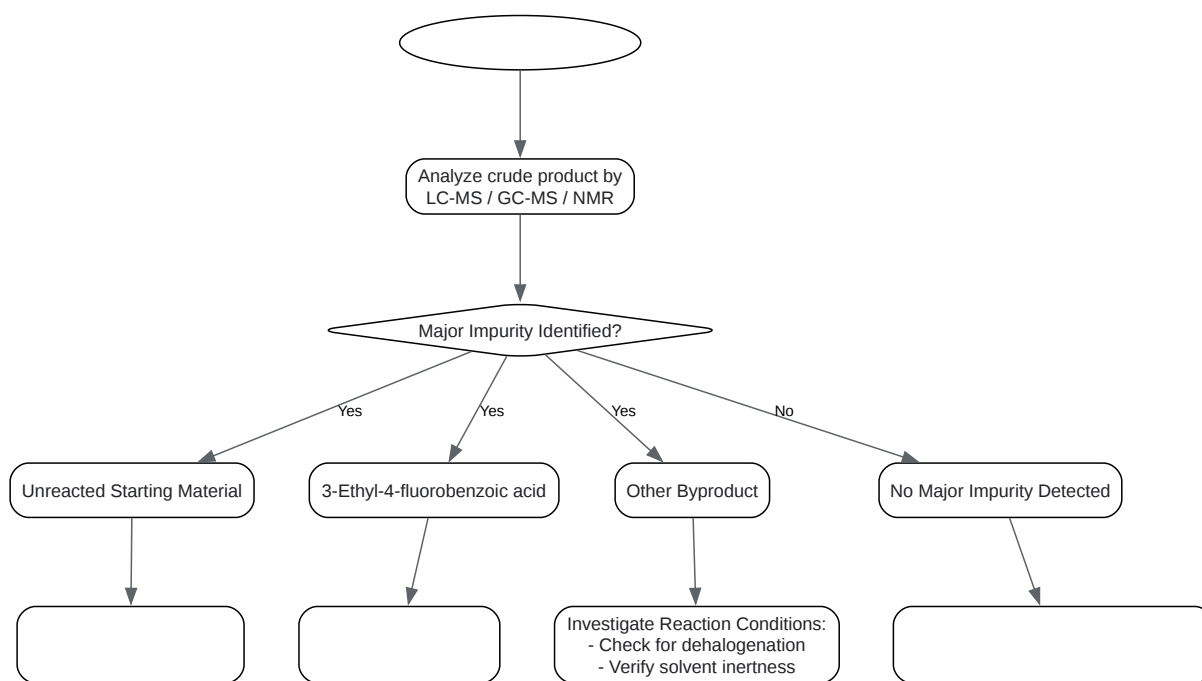 Analyze crude product by
LC-MS / GC-MS / NMR
Major Impurity Identified?
Yes
Yes
Yes
No
Unreacted Starting Material
3-Ethyl-4-fluorobenzoic acid
Other Byproduct
No Major Impurity Detected
Investigate Reaction Conditions:
- Check for dehalogenation
- Verify solvent inertness